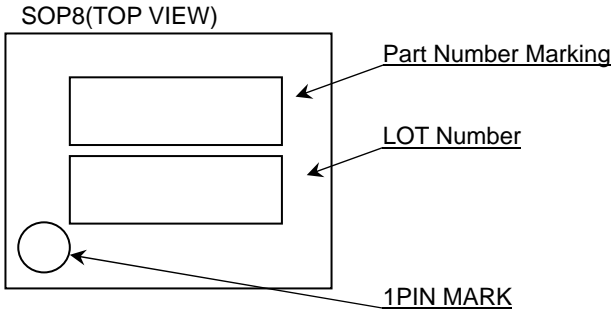 SOP8(TOP VIEW)
Part Number Marking
LOT Number
1PIN MARK